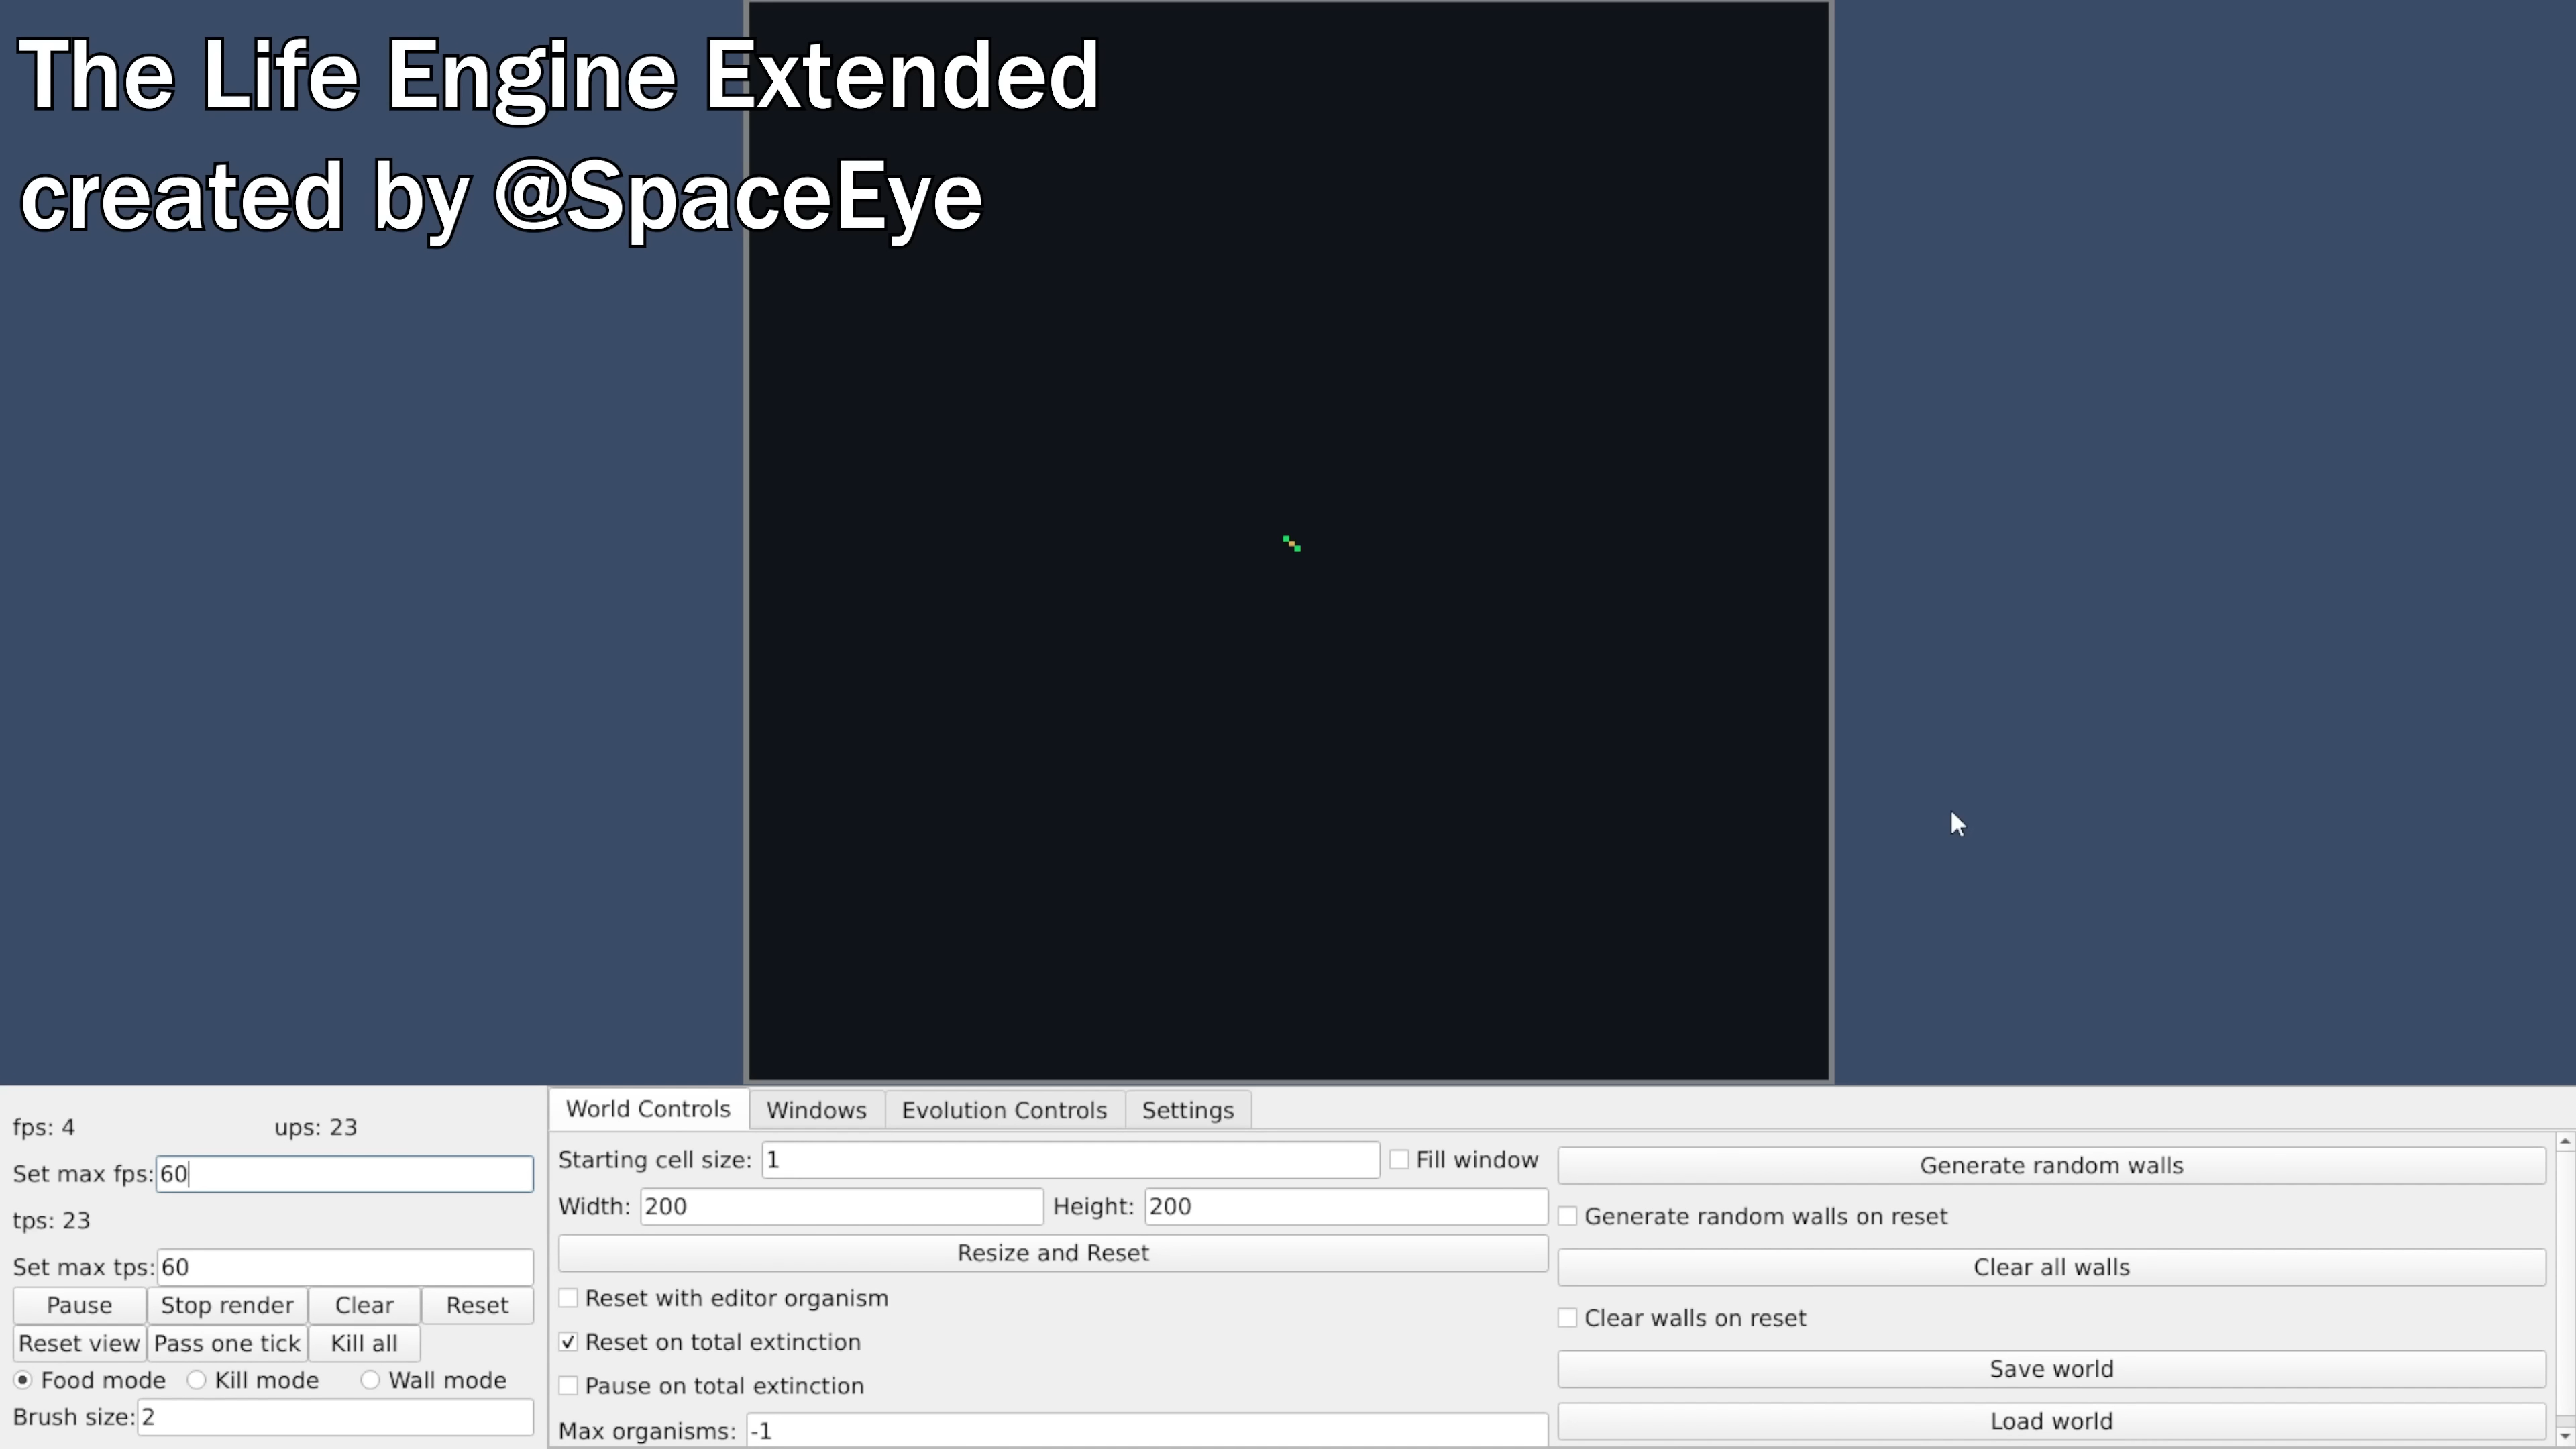 The Life Engine Extended
created by @SpaceEye
fps: 4 ups: 23
Set max fps: 60
tps: 23
Set max tps: 60
Pause Stop render Clear Reset
Reset view Pass one tick Kill all
Food mode Kill mode Wall mode
Brush size: 2
World Controls Windows Evolution Controls Settings
Starting cell size: 1 Fill window
Width: 200 Height: 200
Resize and Reset
Reset with editor organism
Reset on total extinction
Pause on total extinction
Max organisms: -1
Generate random walls
Generate random walls on reset
Clear all walls
Clear walls on reset
Save world
Load world